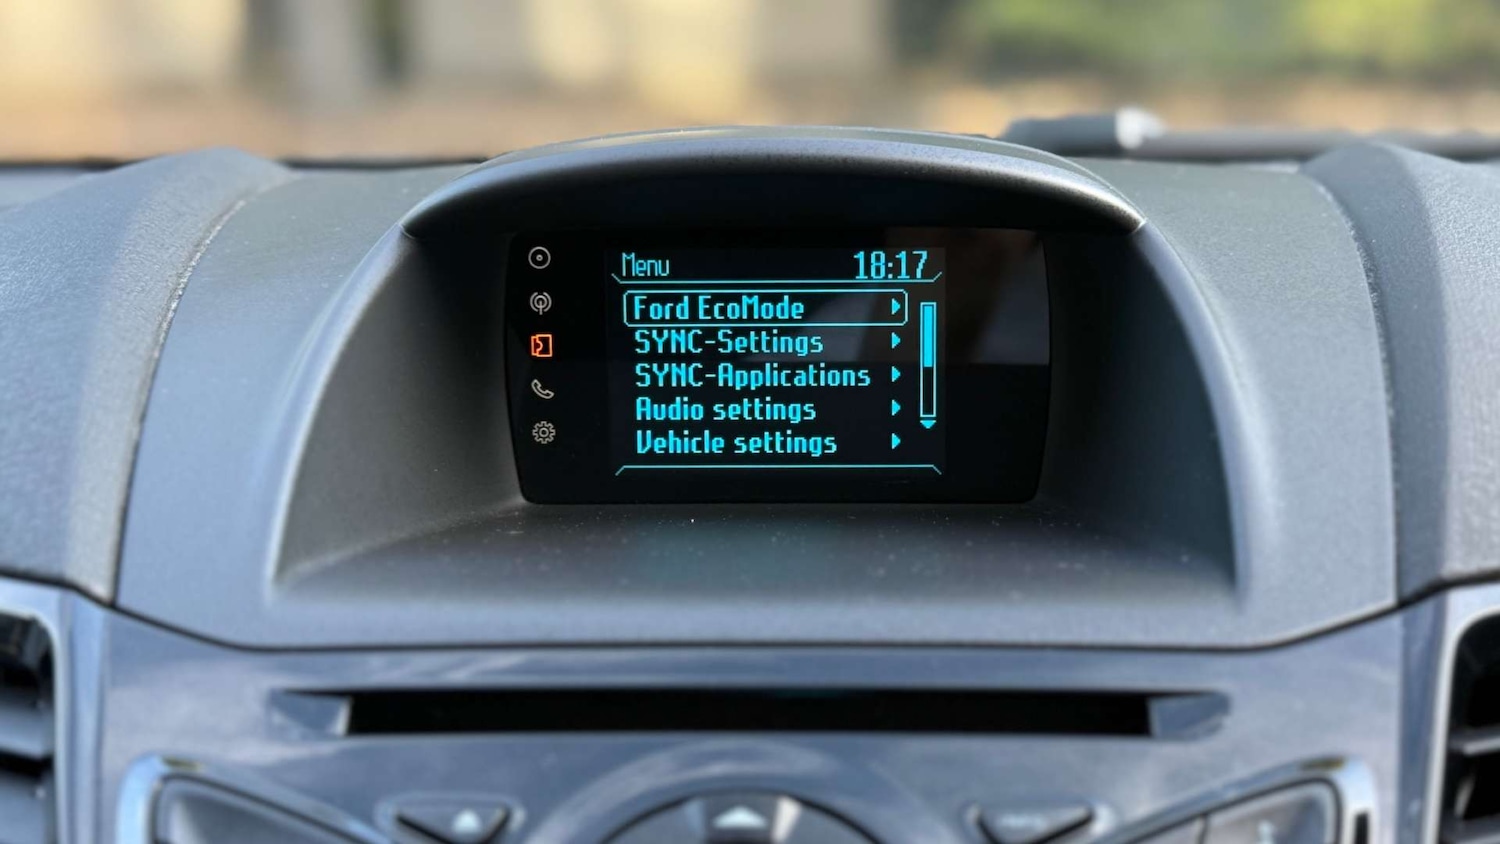 Menu 18:17
Ford EcoMode
SYNC-Settings
SYNC-Applications
Audio settings
Vehicle settings